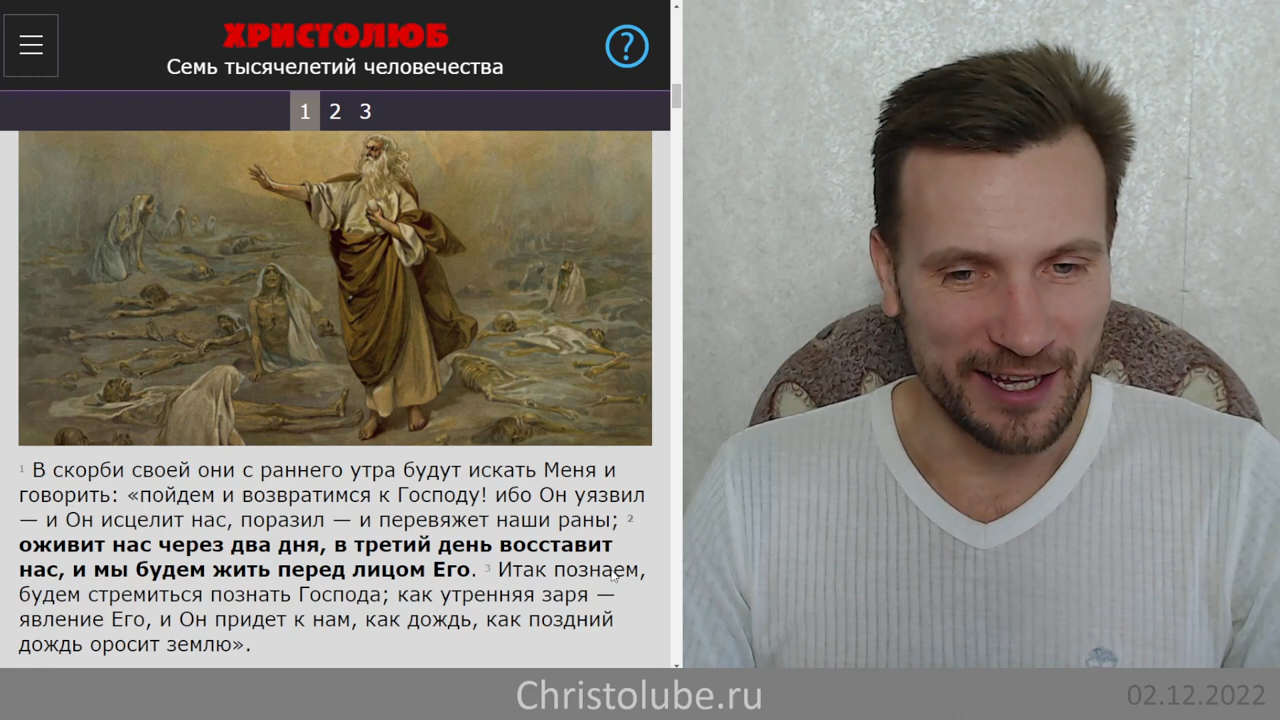 ХРИСТОЛЮБ
Семь тысячелетий человечества
?
1 2 3
1 В скорби своей они с раннего утра будут искать Меня и
говорить: «пойдем и возвратимся к Господу! ибо Он уязвил
— и Он исцелит нас, поразил — и перевяжет наши раны; 2
оживит нас через два дня, в третий день восставит
нас, и мы будем жить перед лицом Его. 3 Итак познаем,
будем стремиться познать Господа; как утренняя заря —
явление Его, и Он придет к нам, как дождь, как поздний
дождь оросит землю».
Christolube.ru
02.12.2022